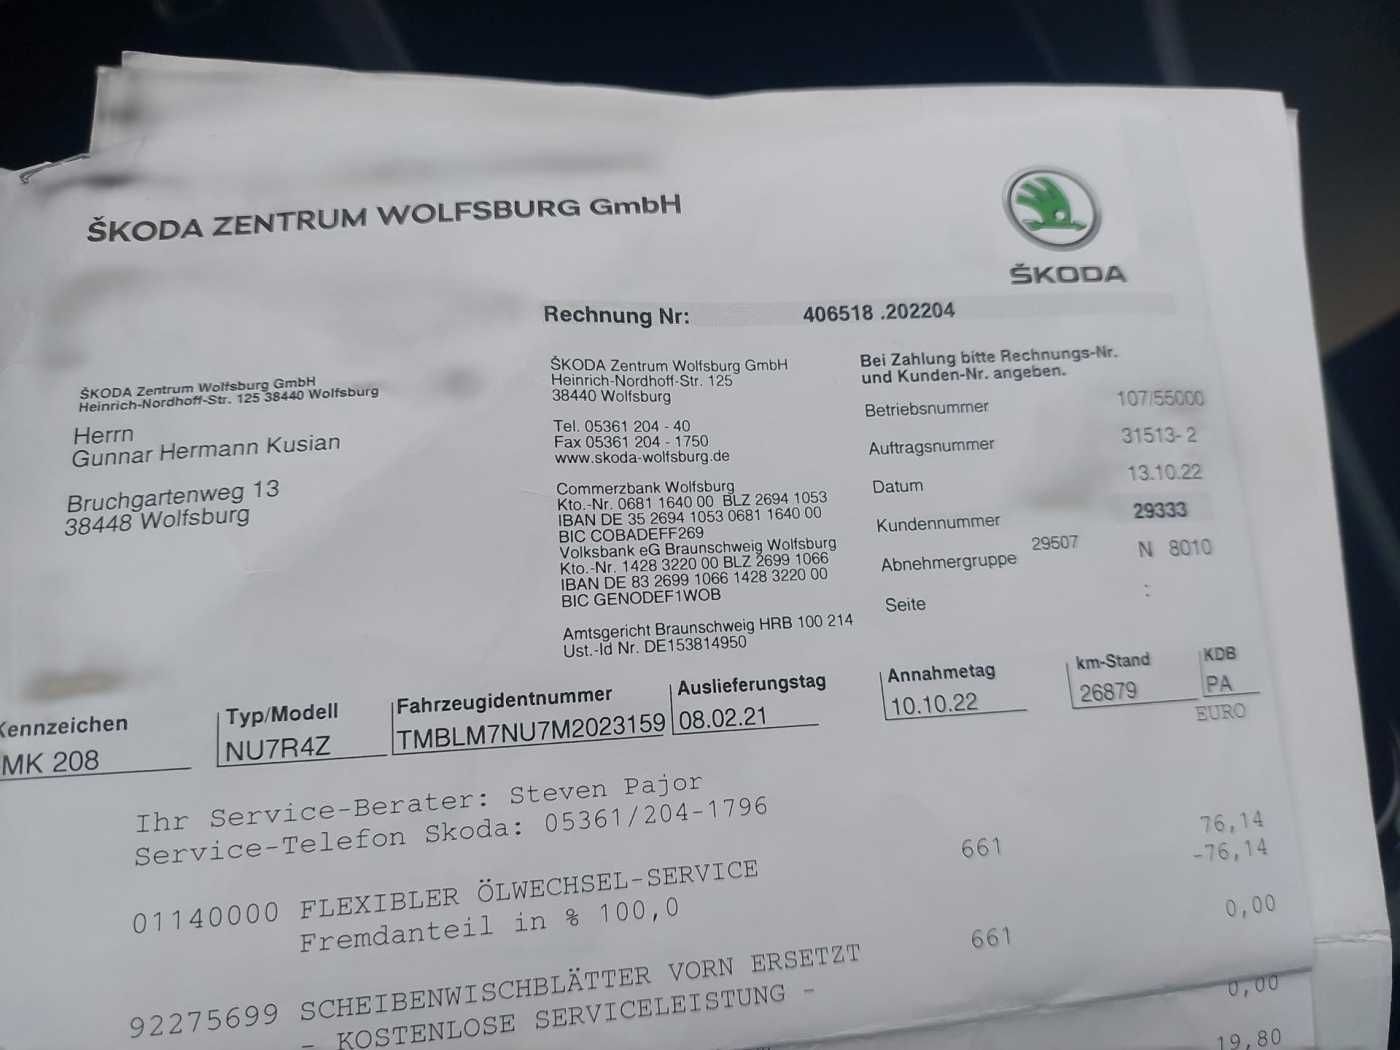 ŠKODA ZENTRUM WOLFSBURG GmbH
ŠKODA
Rechnung Nr: 406518 .202204
ŠKODA Zentrum Wolfsburg GmbH
Heinrich-Nordhoff-Str. 125 38440 Wolfsburg
Herrn
Gunnar Hermann Kusian
Bruchgartenweg 13
38448 Wolfsburg
ŠKODA Zentrum Wolfsburg GmbH
Heinrich-Nordhoff-Str. 125
38440 Wolfsburg
Tel. 05361 204 - 40
Fax 05361 204 - 1750
www.skoda-wolfsburg.de
Commerzbank Wolfsburg
Kto.-Nr. 0681 1640 00 BLZ 2694 1053
IBAN DE 35 2694 1053 0681 1640 00
BIC COBADEFF269
Volksbank eG Braunschweig Wolfsburg
Kto.-Nr. 1428 3220 00 BLZ 2699 1066
IBAN DE 83 2699 1066 1428 3220 00
BIC GENODEF1WOB
Amtsgericht Braunschweig HRB 100 214
Ust.-Id Nr. DE153814950
Bei Zahlung bitte Rechnungs-Nr.
und Kunden-Nr. angeben.
Betriebsnummer 107/55000
Auftragsnummer 31513- 2
Datum 13.10.22
Kundennummer 29333
Abnehmergruppe 29507 N 8010
Seite :
Kennzeichen Typ/Modell Fahrzeugidentnummer Auslieferungstag Annahmetag km-Stand KDB
MK 208 NU7R4Z TMBLM7NU7M2023159 08.02.21 10.10.22 26879 PA
EURO
Ihr Service-Berater: Steven Pajor
Service-Telefon Skoda: 05361/204-1796
01140000 FLEXIBLER ÖLWECHSEL-SERVICE 661 76,14
Fremdanteil in % 100,0 -76,14
92275699 SCHEIBENWISCHBLÄTTER VORN ERSETZT 661 0,00
- KOSTENLOSE SERVICELEISTUNG -
0,00
19,80